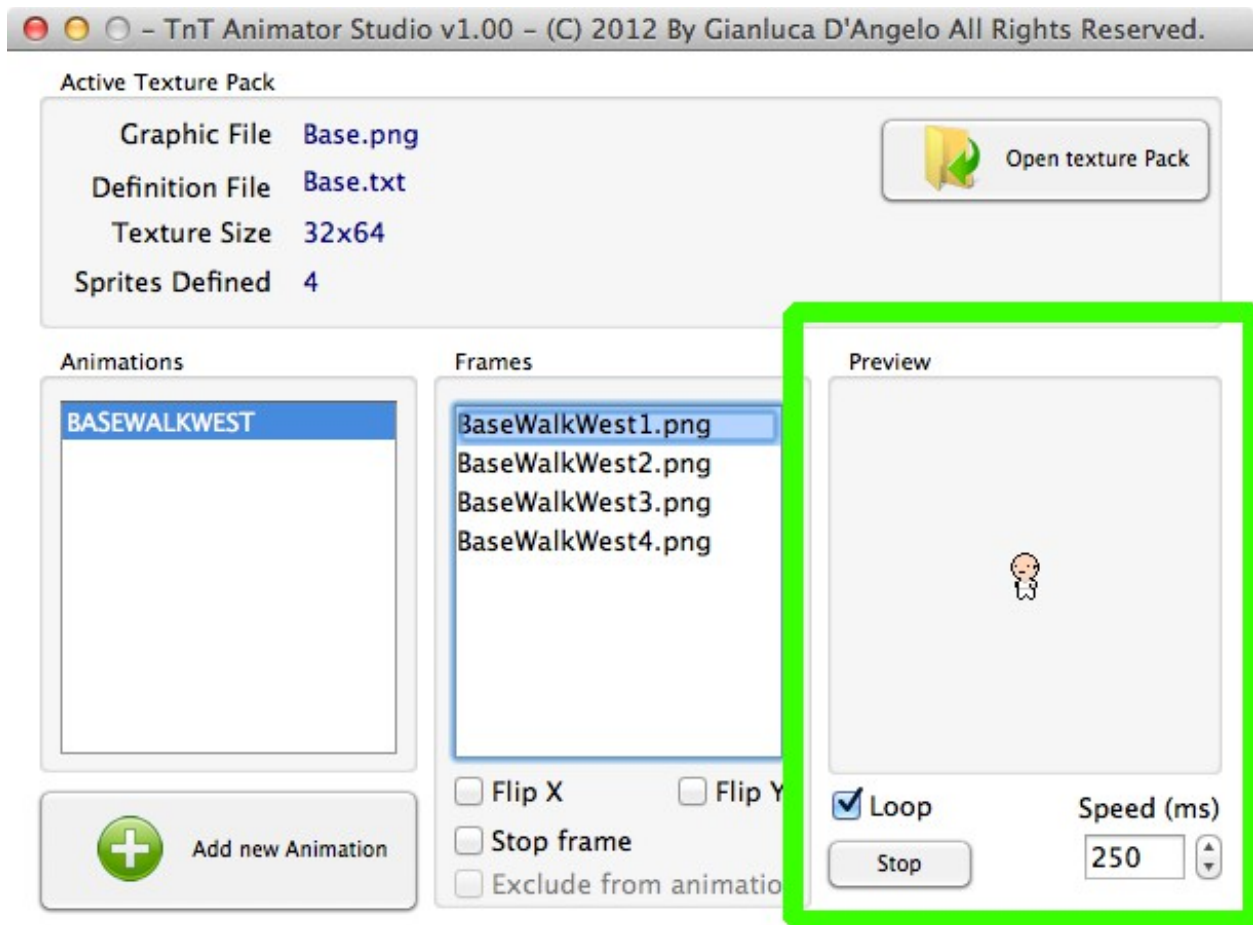 – TnT Animator Studio v1.00 – (C) 2012 By Gianluca D'Angelo All Rights Reserved.
Active Texture Pack
Graphic File Base.png
Open texture Pack
Definition File Base.txt
Texture Size 32x64
Sprites Defined 4
Animations
BASEWALKWEST
Add new Animation
Frames
BaseWalkWest1.png
BaseWalkWest2.png
BaseWalkWest3.png
BaseWalkWest4.png
Flip X Flip Y
Stop frame
Exclude from animatio
Preview
Loop Speed (ms)
Stop 250